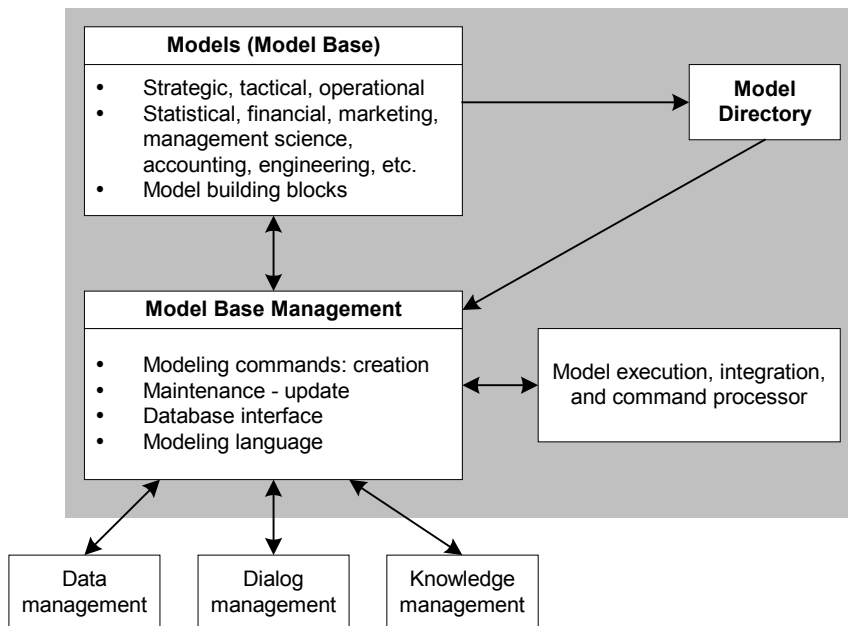 Models (Model Base)
• Strategic, tactical, operational
• Statistical, financial, marketing,
management science,
accounting, engineering, etc.
• Model building blocks
Model
Directory
Model Base Management
• Modeling commands: creation
• Maintenance - update
• Database interface
• Modeling language
Model execution, integration,
and command processor
Data
management
Dialog
management
Knowledge
management